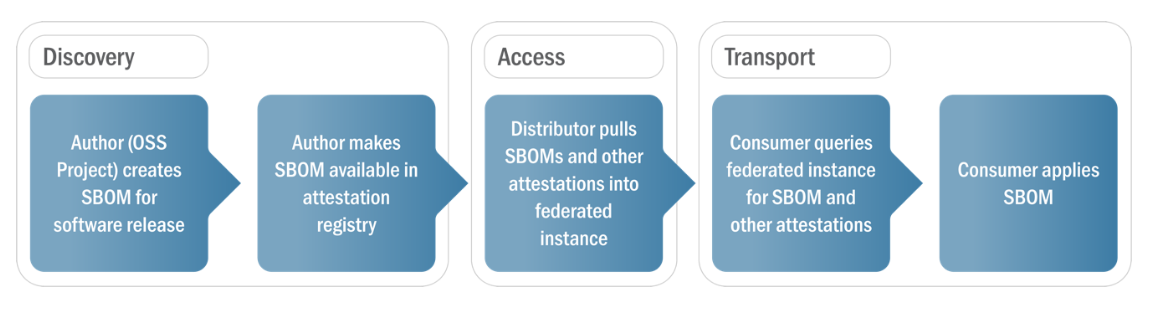 Discovery
Author (OSS
Project) creates
SBOM for
software release
Author makes
SBOM available in
attestation
registry
Access
Distributor pulls
SBOMs and other
attestations into
federated
instance
Transport
Consumer queries
federated instance
for SBOM and
other attestations
Consumer applies
SBOM